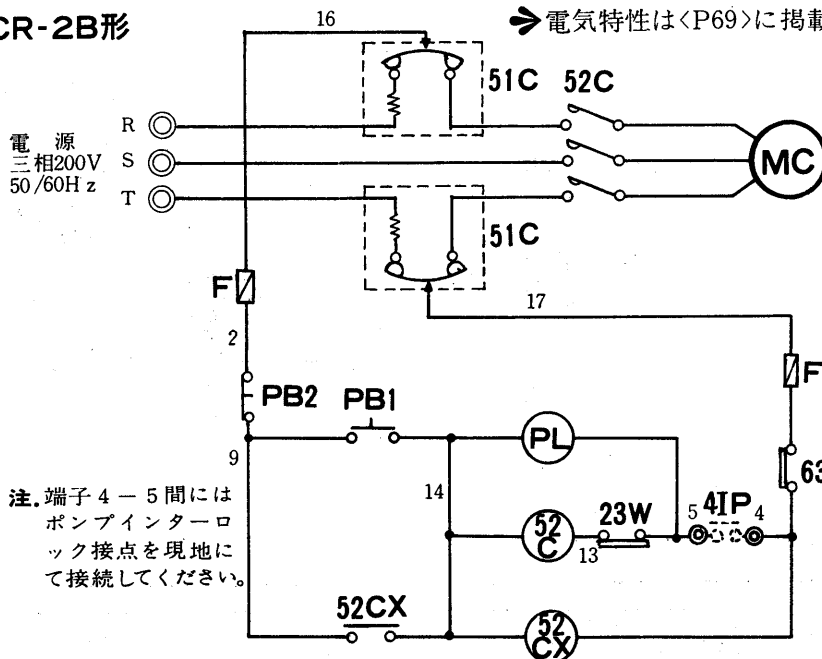 CR-2B形
16
➔電気特性は〈P69〉に掲載
51C
52C
電源
三相200V
50/60Hz
R
S
T
MC
51C
F
17
2
F
PB2
PB1
PL
9
63
14
注.端子4-5間には
ポンプインターロ
ック接点を現地に
て接続してください。
52
C
23W
13
5
4IP
4
52CX
52
CX